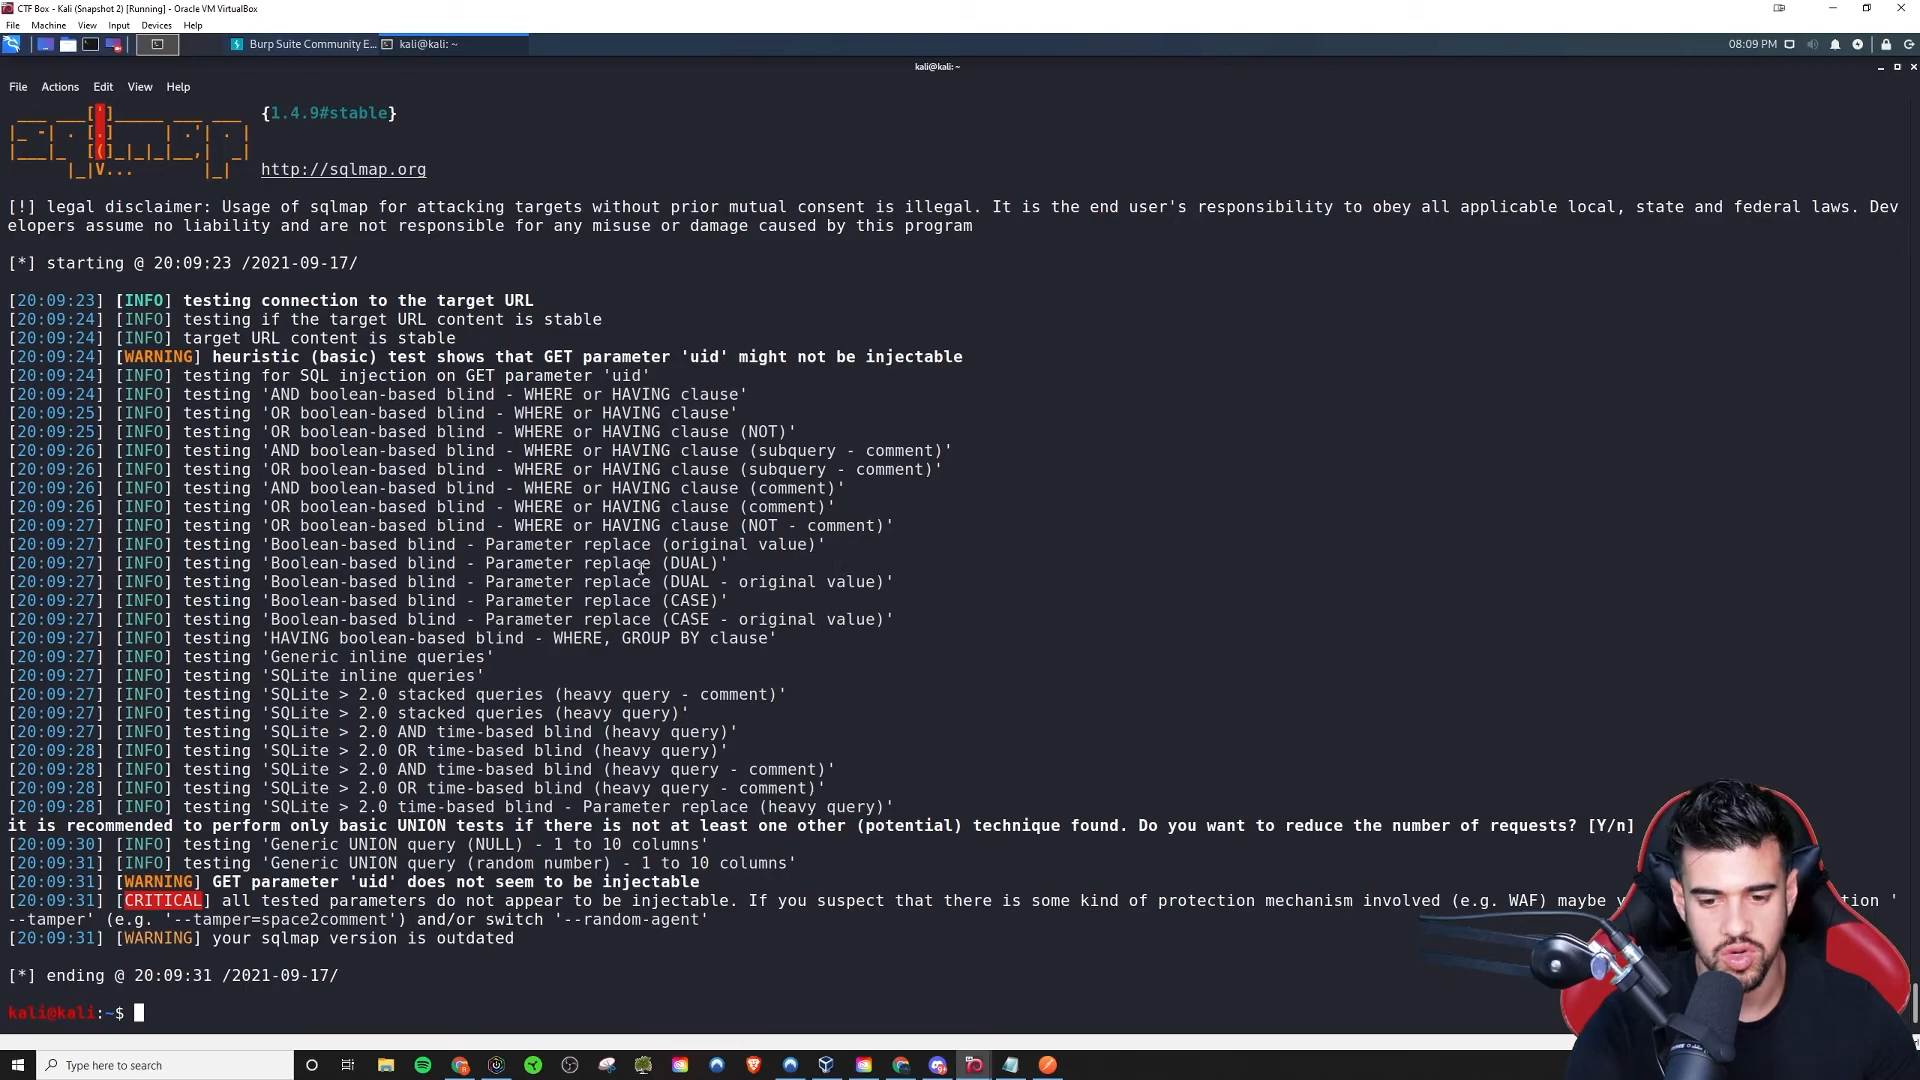 CTF Box - Kali (Snapshot 2) [Running] - Oracle VM VirtualBox
File Machine View Input Devices Help
Burp Suite Community E... kali@kali: ~ 08:09 PM
kali@kali: ~
File Actions Edit View Help
{1.4.9#stable}
http://sqlmap.org
[!] legal disclaimer: Usage of sqlmap for attacking targets without prior mutual consent is illegal. It is the end user's responsibility to obey all applicable local, state and federal laws. Dev
elopers assume no liability and are not responsible for any misuse or damage caused by this program
[*] starting @ 20:09:23 /2021-09-17/
[20:09:23] [INFO] testing connection to the target URL
[20:09:24] [INFO] testing if the target URL content is stable
[20:09:24] [INFO] target URL content is stable
[20:09:24] [WARNING] heuristic (basic) test shows that GET parameter 'uid' might not be injectable
[20:09:24] [INFO] testing for SQL injection on GET parameter 'uid'
[20:09:24] [INFO] testing 'AND boolean-based blind - WHERE or HAVING clause'
[20:09:25] [INFO] testing 'OR boolean-based blind - WHERE or HAVING clause'
[20:09:25] [INFO] testing 'OR boolean-based blind - WHERE or HAVING clause (NOT)'
[20:09:26] [INFO] testing 'AND boolean-based blind - WHERE or HAVING clause (subquery - comment)'
[20:09:26] [INFO] testing 'OR boolean-based blind - WHERE or HAVING clause (subquery - comment)'
[20:09:26] [INFO] testing 'AND boolean-based blind - WHERE or HAVING clause (comment)'
[20:09:26] [INFO] testing 'OR boolean-based blind - WHERE or HAVING clause (comment)'
[20:09:27] [INFO] testing 'OR boolean-based blind - WHERE or HAVING clause (NOT - comment)'
[20:09:27] [INFO] testing 'Boolean-based blind - Parameter replace (original value)'
[20:09:27] [INFO] testing 'Boolean-based blind - Parameter replace (DUAL)'
[20:09:27] [INFO] testing 'Boolean-based blind - Parameter replace (DUAL - original value)'
[20:09:27] [INFO] testing 'Boolean-based blind - Parameter replace (CASE)'
[20:09:27] [INFO] testing 'Boolean-based blind - Parameter replace (CASE - original value)'
[20:09:27] [INFO] testing 'HAVING boolean-based blind - WHERE, GROUP BY clause'
[20:09:27] [INFO] testing 'Generic inline queries'
[20:09:27] [INFO] testing 'SQLite inline queries'
[20:09:27] [INFO] testing 'SQLite > 2.0 stacked queries (heavy query - comment)'
[20:09:27] [INFO] testing 'SQLite > 2.0 stacked queries (heavy query)'
[20:09:27] [INFO] testing 'SQLite > 2.0 AND time-based blind (heavy query)'
[20:09:28] [INFO] testing 'SQLite > 2.0 OR time-based blind (heavy query)'
[20:09:28] [INFO] testing 'SQLite > 2.0 AND time-based blind (heavy query - comment)'
[20:09:28] [INFO] testing 'SQLite > 2.0 OR time-based blind (heavy query - comment)'
[20:09:28] [INFO] testing 'SQLite > 2.0 time-based blind - Parameter replace (heavy query)'
it is recommended to perform only basic UNION tests if there is not at least one other (potential) technique found. Do you want to reduce the number of requests? [Y/n]
[20:09:30] [INFO] testing 'Generic UNION query (NULL) - 1 to 10 columns'
[20:09:31] [INFO] testing 'Generic UNION query (random number) - 1 to 10 columns'
[20:09:31] [WARNING] GET parameter 'uid' does not seem to be injectable
[20:09:31] [CRITICAL] all tested parameters do not appear to be injectable. If you suspect that there is some kind of protection mechanism involved (e.g. WAF) maybe '
--tamper' (e.g. '--tamper=space2comment') and/or switch '--random-agent'
[20:09:31] [WARNING] your sqlmap version is outdated
[*] ending @ 20:09:31 /2021-09-17/
kali@kali:~$
Type here to search